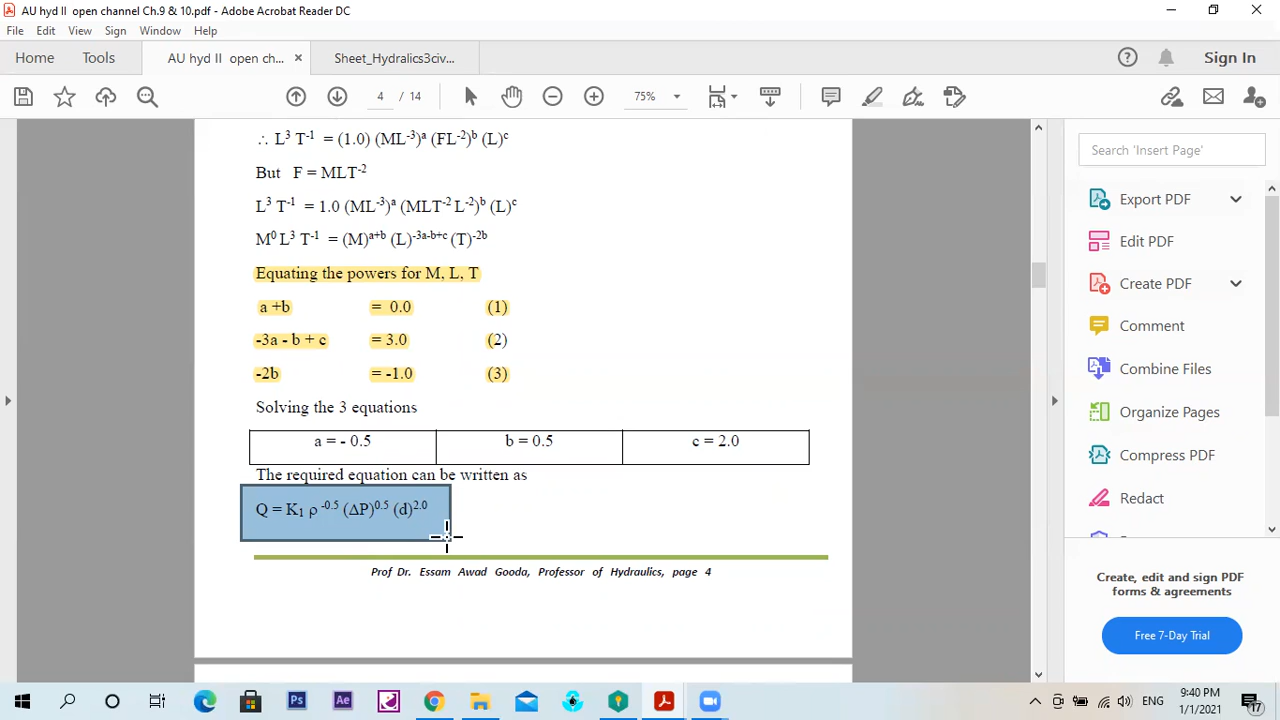 AU hyd II open channel Ch.9 & 10.pdf - Adobe Acrobat Reader DC
File Edit View Sign Window Help
Home Tools AU hyd II open ch... × Sheet_Hydralics3civ... Sign In
4 / 14 75%
∴ L³ T⁻¹ = (1.0) (ML⁻³)ᵃ (FL⁻²)ᵇ (L)ᶜ
But F = MLT⁻²
L³ T⁻¹ = 1.0 (ML⁻³)ᵃ (MLT⁻² L⁻²)ᵇ (L)ᶜ
M⁰ L³ T⁻¹ = (M)ᵃ⁺ᵇ (L)⁻³ᵃ⁻ᵇ⁺ᶜ (T)⁻²ᵇ
Equating the powers for M, L, T
a +b = 0.0 (1)
-3a - b + c = 3.0 (2)
-2b = -1.0 (3)
Solving the 3 equations
a = - 0.5 b = 0.5 c = 2.0
The required equation can be written as
Q = K₁ ρ ⁻⁰·⁵ (ΔP)⁰·⁵ (d)²·⁰
Prof Dr. Essam Awad Gooda, Professor of Hydraulics, page 4
Search 'Insert Page'
Export PDF
Edit PDF
Create PDF
Comment
Combine Files
Organize Pages
Compress PDF
Redact
Create, edit and sign PDF
forms & agreements
Free 7-Day Trial
Ps Ae
ENG
9:40 PM
1/1/2021
17